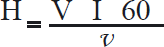 H = V I 60
v